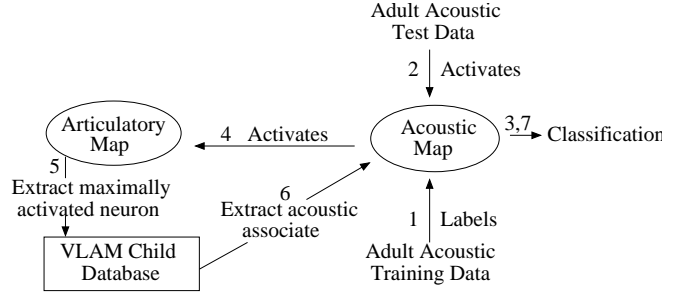 Adult Acoustic
Test Data
2 Activates
Articulatory
Map
4 Activates
Acoustic
Map
3,7
Classification
5
Extract maximally
activated neuron
6
Extract acoustic
associate
1 Labels
VLAM Child
Database
Adult Acoustic
Training Data